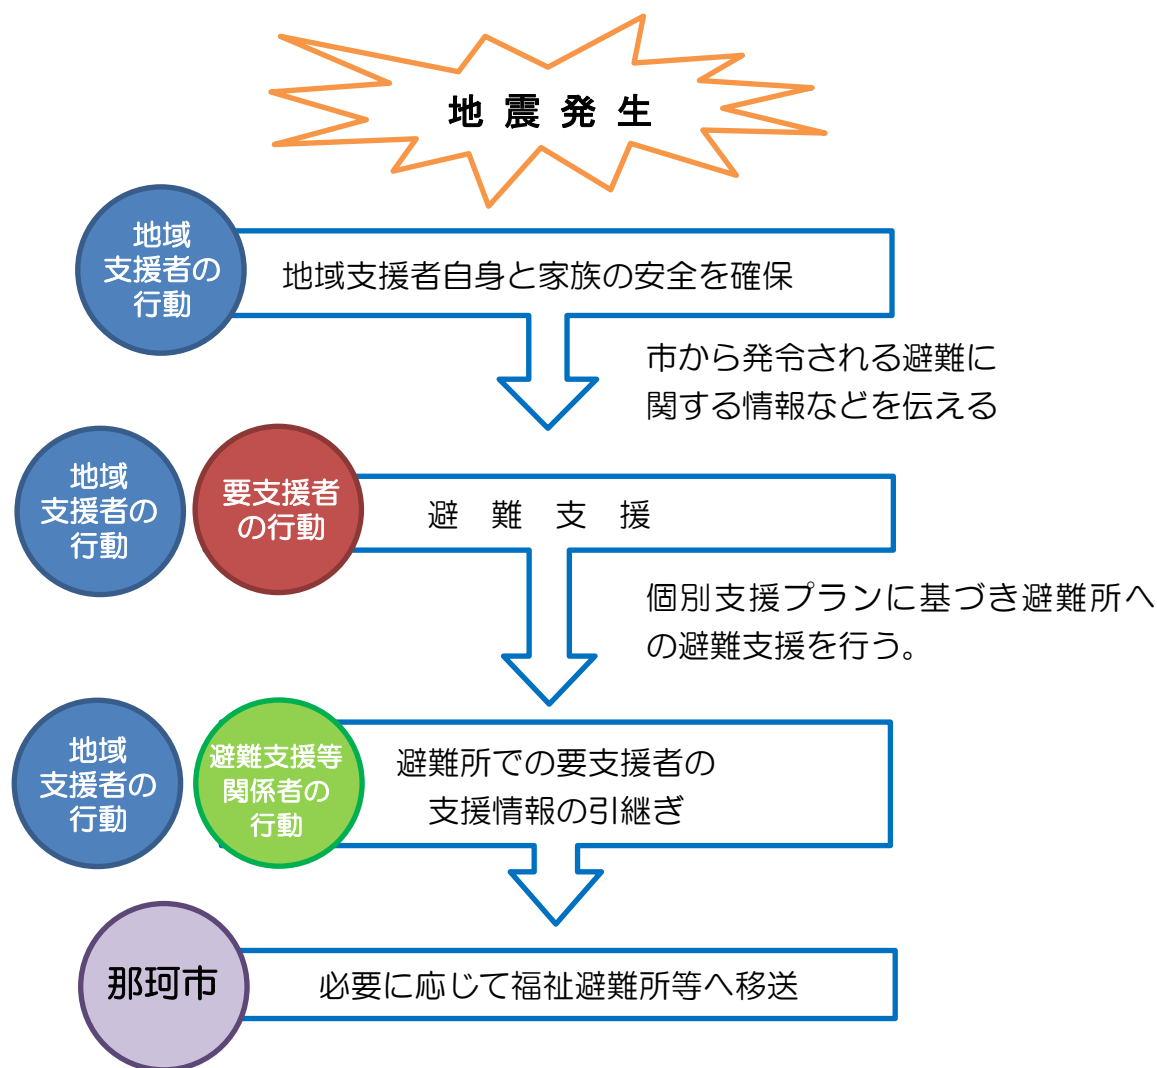 地 震 発 生
地域
支援者の
行動
地域支援者自身と家族の安全を確保
市から発令される避難に
関する情報などを伝える
地域
支援者の
行動
要支援者
の行動
避 難 支 援
個別支援プランに基づき避難所へ
の避難支援を行う。
地域
支援者の
行動
避難支援等
関係者の
行動
避難所での要支援者の
支援情報の引継ぎ
那珂市
必要に応じて福祉避難所等へ移送